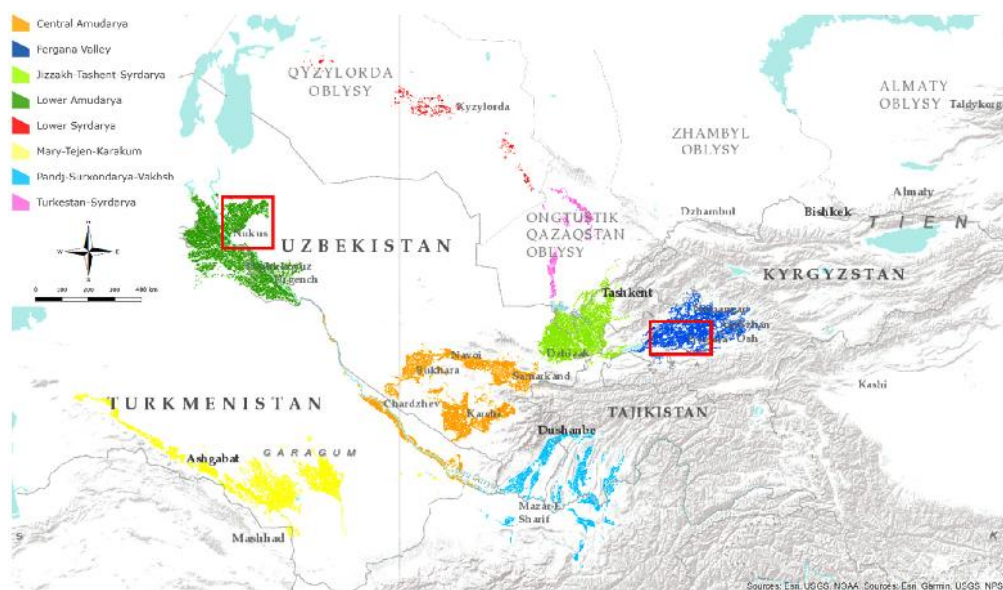 Central Amudarya
Fergana Valley
Jizzakh-Tashent Syrdarya
Lower Amudarya
Lower Syrdarya
Mary-Tejen-Karakum
Pandj-Surxondarya-Vakhsh
Turkestan-Syrdarya
N
W
E
S
0 100 200 400 km
QYZYLORDA
OBLYSY
Kyzylorda
ALMATY
OBLYSY
Taldykorg
ZHAMBYL
OBLYSY
Almaty
Dzhambul
Bishkek
TIEN
ONGTUSTIK
QAZAQSTAN
OBLYSY
Nukus
UZBEKISTAN
KYRGYZSTAN
Tashkent
Osh
Navoi
Bukhara
Samarkand
Kashi
Chardzhev
Karshi
TURKMENISTAN
TAJIKISTAN
Dushanbe
Ashgabat
GARAGUM
Mazar-E
Sharif
Mashhad
S
K
Sources: Esri, USGS, NOAA, Sources: Esri, Garmin, USGS, NPS